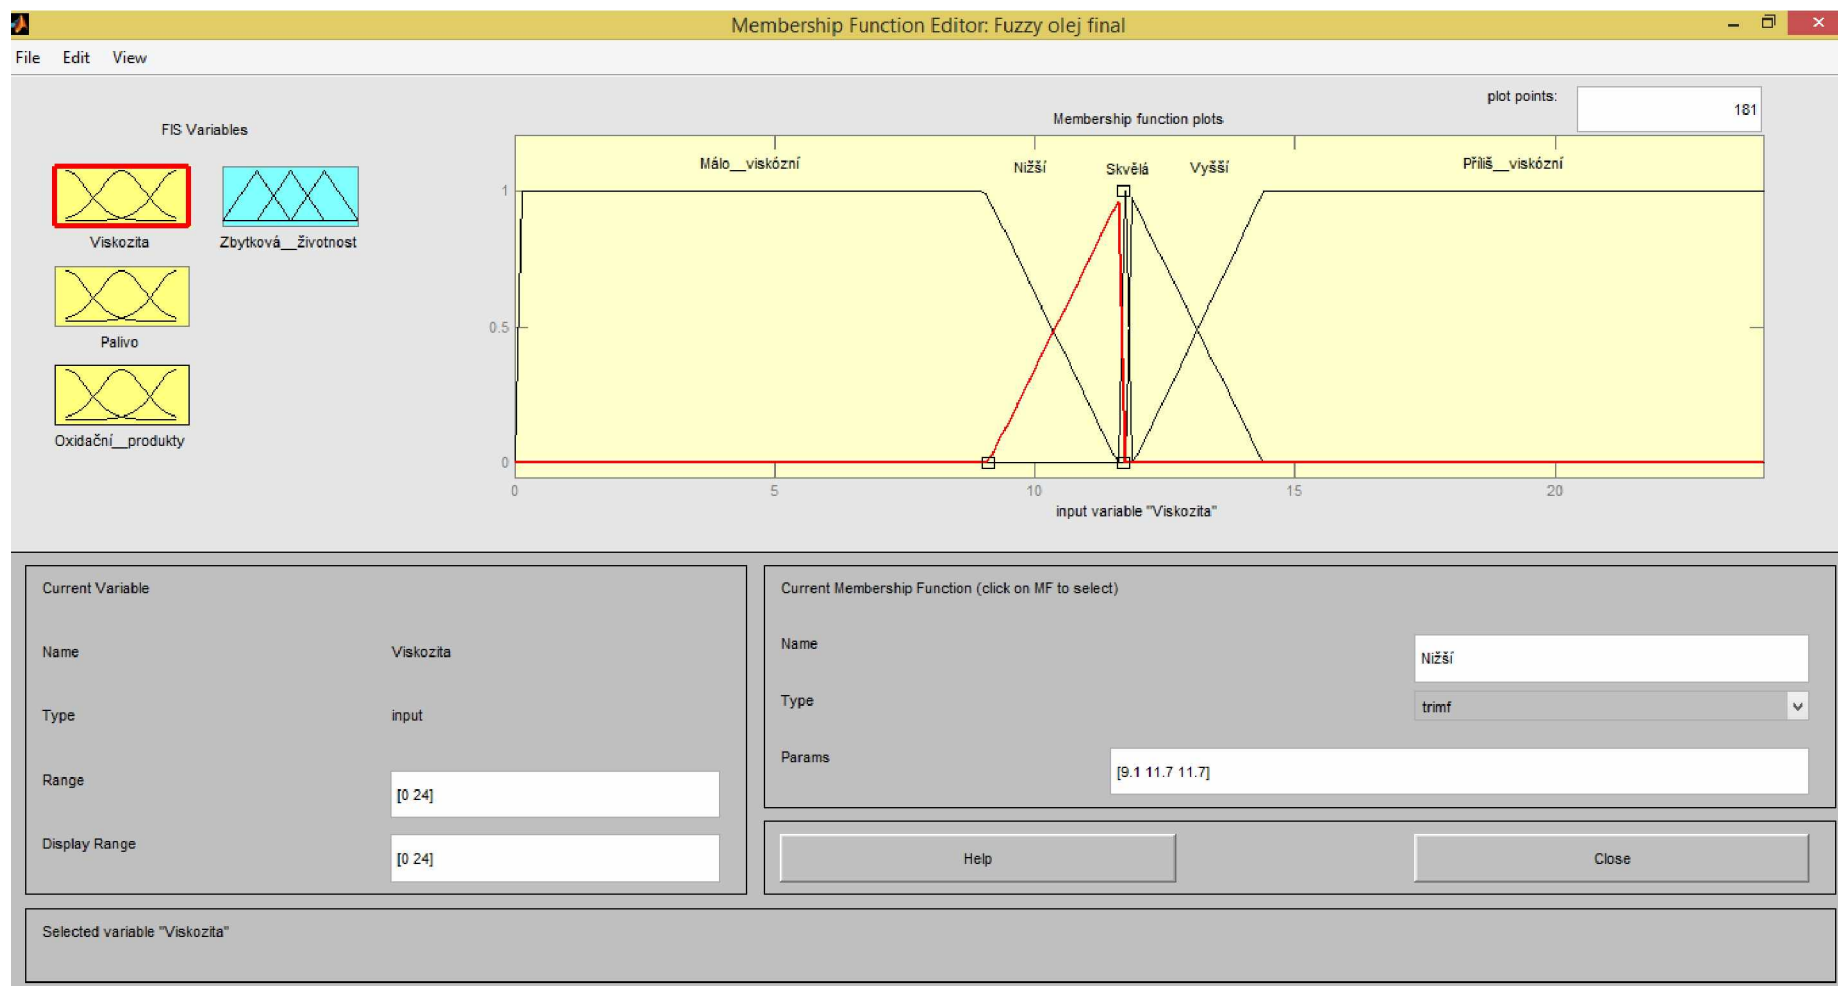 Membership Function Editor: Fuzzy olej final
File Edit View
plot points: 181
FIS Variables
Membership function plots
Viskozita
Zbytková__životnost
Palivo
Oxidační__produkty
Málo__viskózní Nižší Skvělá Vyšší Příliš__viskózní
1
0.5
0
0 5 10 15 20
input variable "Viskozita"
Current Variable
Name Viskozita
Type input
Range [0 24]
Display Range [0 24]
Current Membership Function (click on MF to select)
Name Nižší
Type trimf
Params [9.1 11.7 11.7]
Help Close
Selected variable "Viskozita"